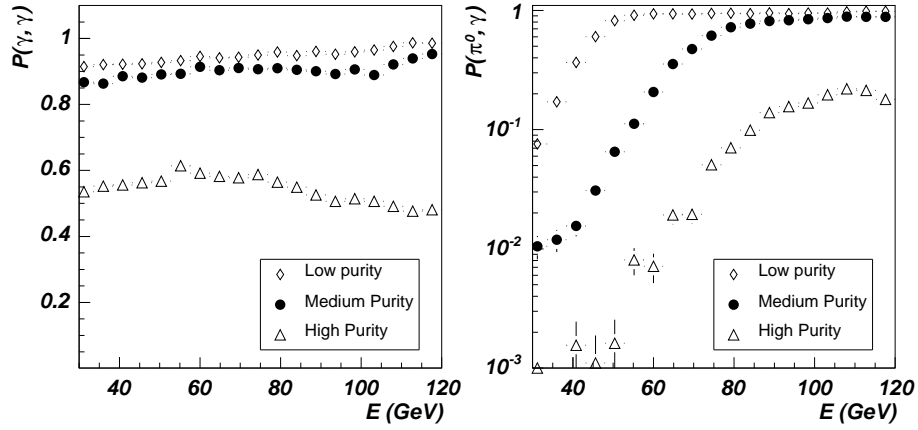 P(γ, γ)
1
0.8
0.6
0.4
0.2
40 60 80 100 120
E (GeV)
Low purity
Medium Purity
High Purity
P(π⁰, γ)
1
10⁻¹
10⁻²
10⁻³
40 60 80 100 120
E (GeV)
Low purity
Medium Purity
High Purity